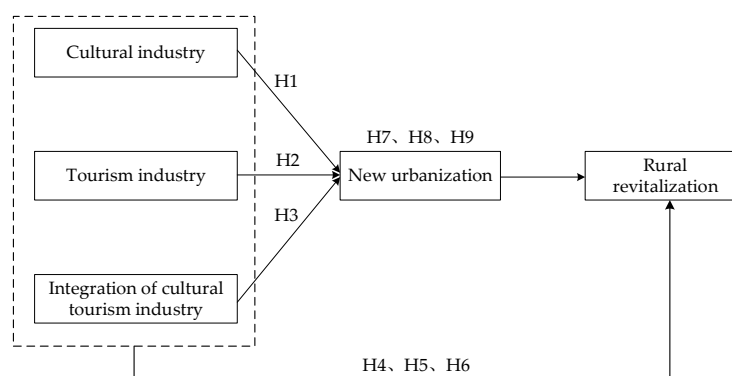 Cultural industry
H1
H7、H8、H9
Tourism industry
H2
New urbanization
Rural
revitalization
H3
Integration of cultural
tourism industry
H4、H5、H6